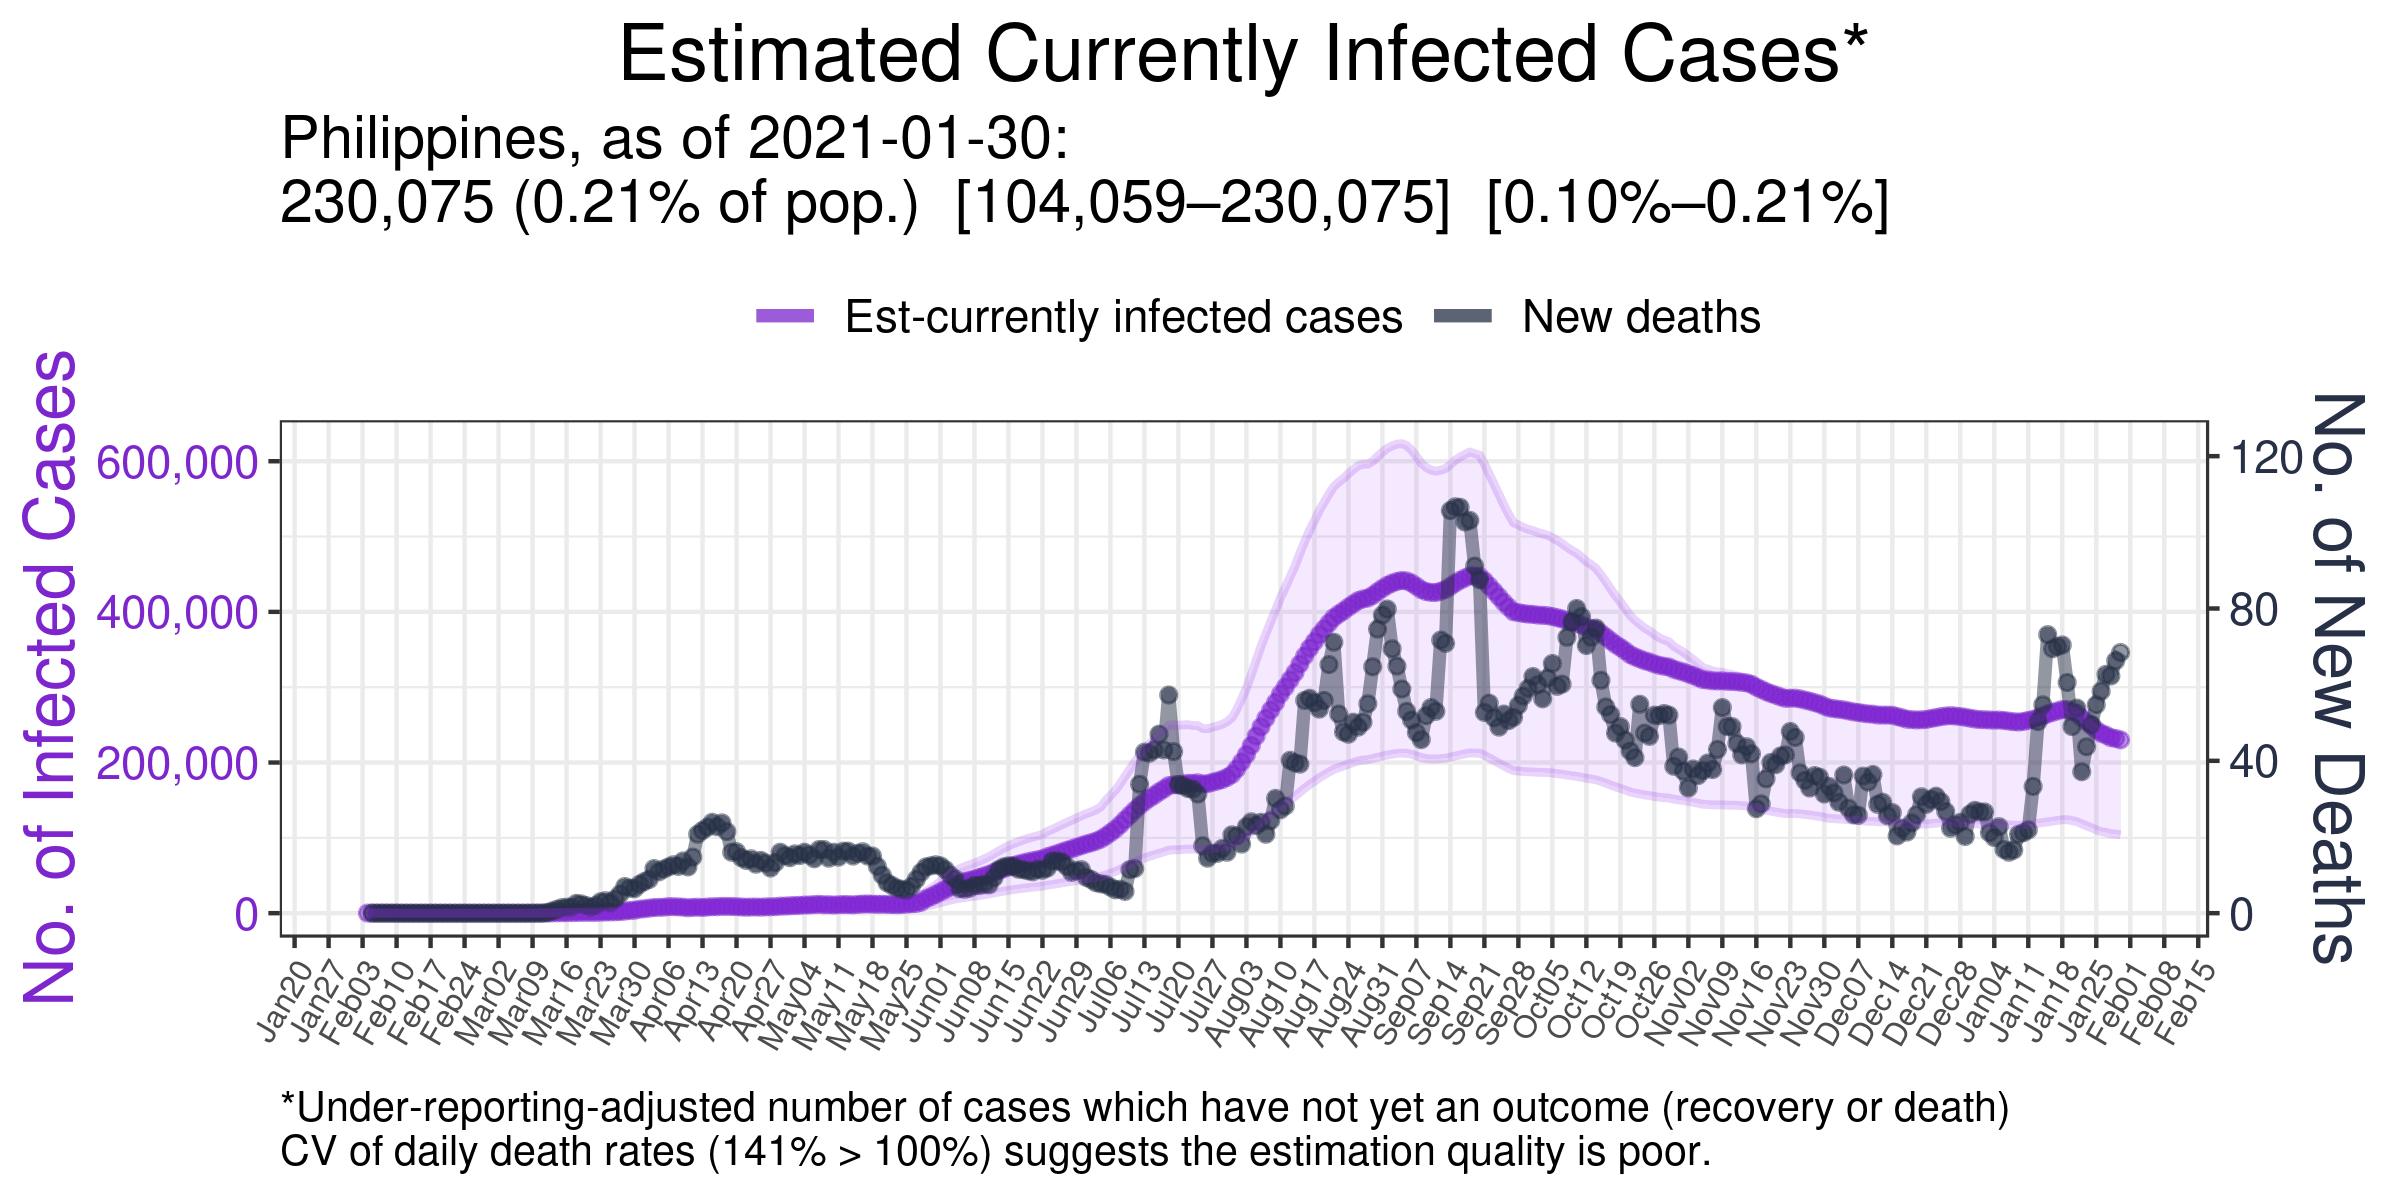 Estimated Currently Infected Cases*
Philippines, as of 2021-01-30:
230,075 (0.21% of pop.) [104,059–230,075] [0.10%–0.21%]
Est-currently infected cases
New deaths
No. of Infected Cases
600,000
400,000
200,000
0
120
80
40
0
No. of New Deaths
Jan20
Jan27
Feb03
Feb10
Feb17
Feb24
Mar02
Mar09
Mar16
Mar23
Mar30
Apr06
Apr13
Apr20
Apr27
May04
May11
May18
May25
Jun01
Jun08
Jun15
Jun22
Jun29
Jul06
Jul13
Jul20
Jul27
Aug03
Aug10
Aug17
Aug24
Aug31
Sep07
Sep14
Sep21
Sep28
Oct05
Oct12
Oct19
Oct26
Nov02
Nov09
Nov16
Nov23
Nov30
Dec07
Dec14
Dec21
Dec28
Jan04
Jan11
Jan18
Jan25
Feb01
Feb08
Feb15
*Under-reporting-adjusted number of cases which have not yet an outcome (recovery or death)
CV of daily death rates (141% > 100%) suggests the estimation quality is poor.